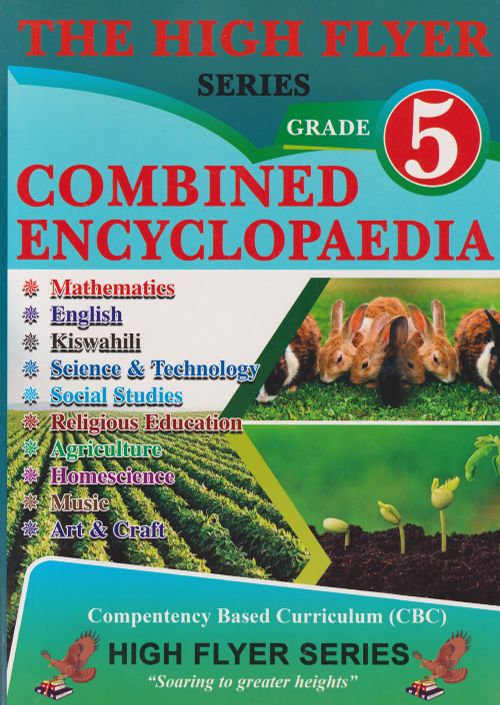 THE HIGH FLYER
SERIES
GRADE 5
COMBINED
ENCYCLOPAEDIA
Mathematics
English
Kiswahili
Science & Technology
Social Studies
Religious Education
Agriculture
Homescience
Music
Art & Craft
Compentency Based Curriculum (CBC)
HIGH FLYER SERIES
“Soaring to greater heights”